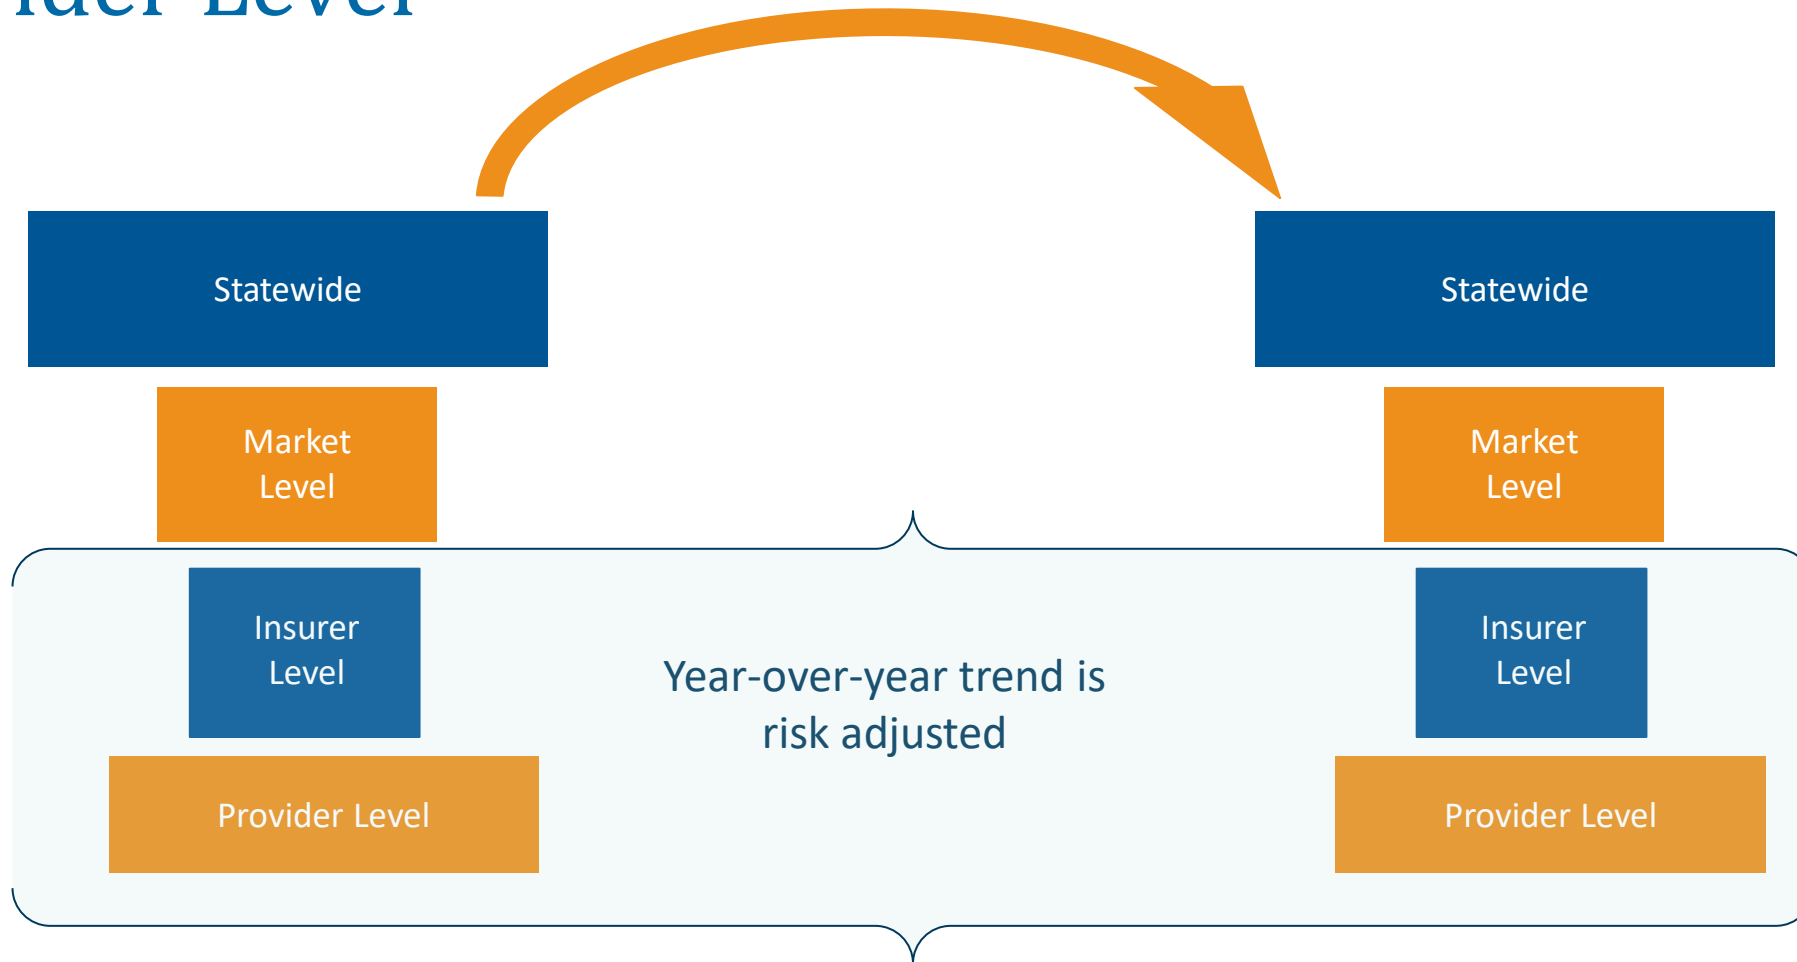 Level
Statewide
Statewide
Market
Level
Market
Level
Insurer
Level
Insurer
Level
Year-over-year trend is
risk adjusted
Provider Level
Provider Level